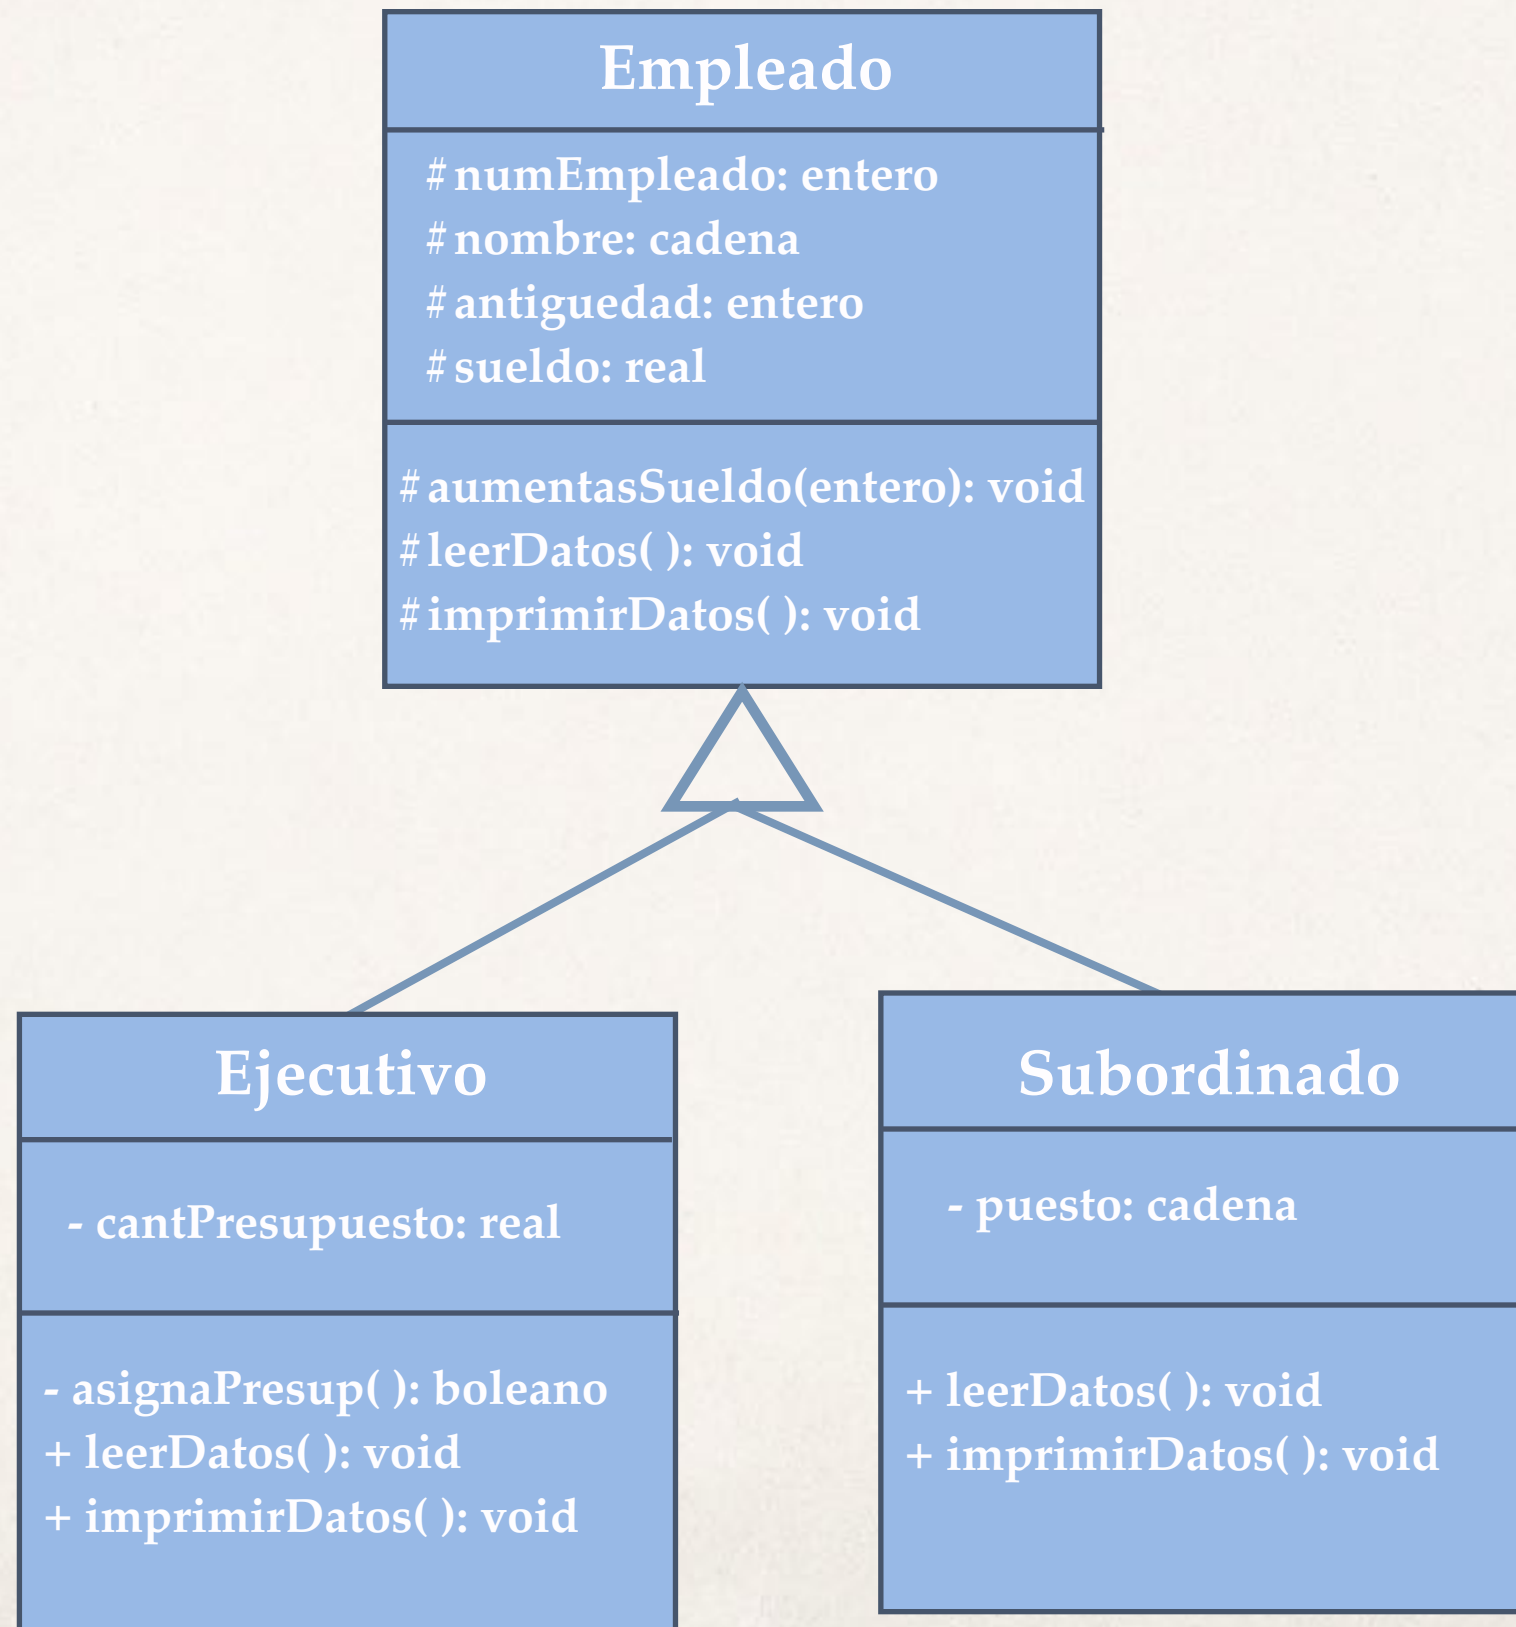 Empleado
# numEmpleado: entero
# nombre: cadena
# antiguedad: entero
# sueldo: real
# aumentasSueldo(entero): void
# leerDatos( ): void
# imprimirDatos( ): void
Ejecutivo
- cantPresupuesto: real
- asignaPresup( ): boleano
+ leerDatos( ): void
+ imprimirDatos( ): void
Subordinado
- puesto: cadena
+ leerDatos( ): void
+ imprimirDatos( ): void